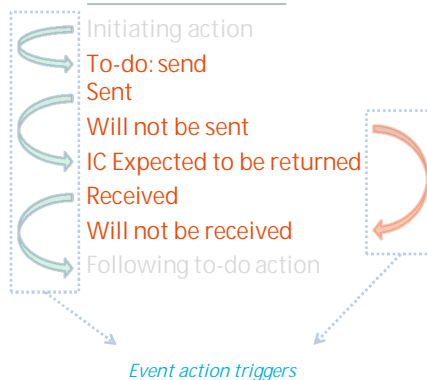 Initiating action
To-do: send
Sent
Will not be sent
IC Expected to be returned
Received
Will not be received
Following to-do action
Event action triggers